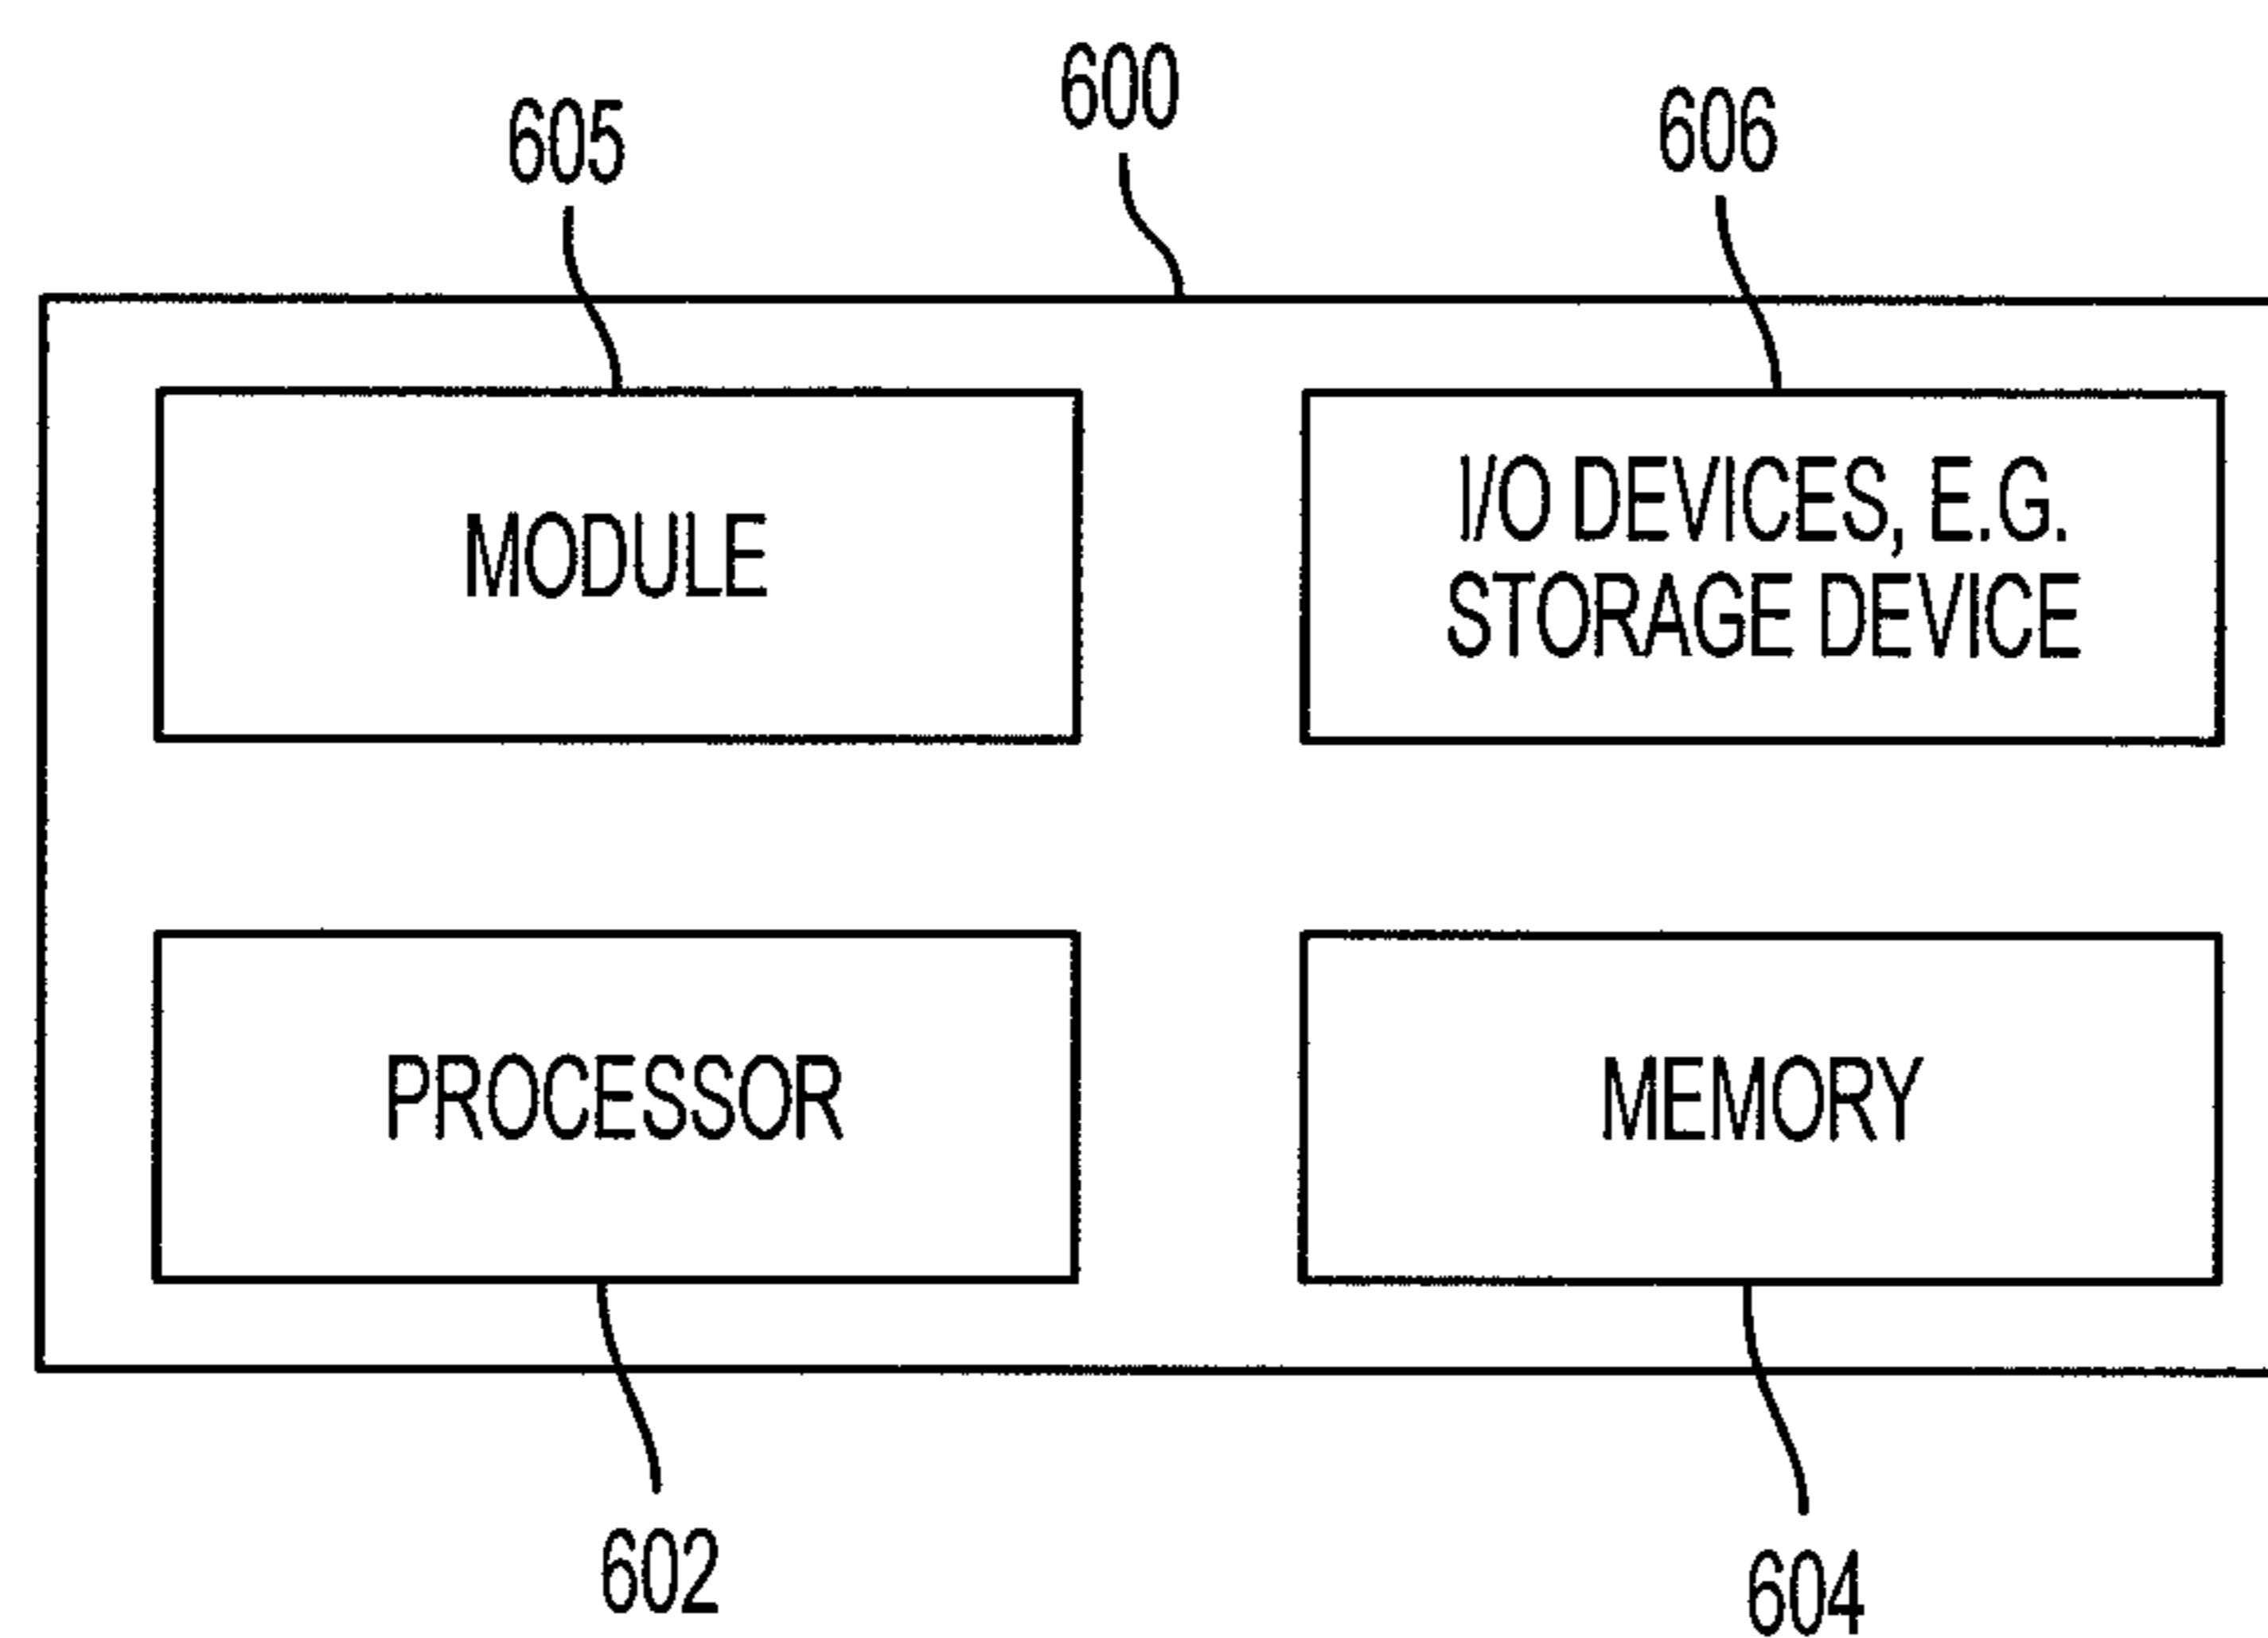 600
605
606
MODULE
I/O DEVICES, E.G.
STORAGE DEVICE
PROCESSOR
MEMORY
602
604